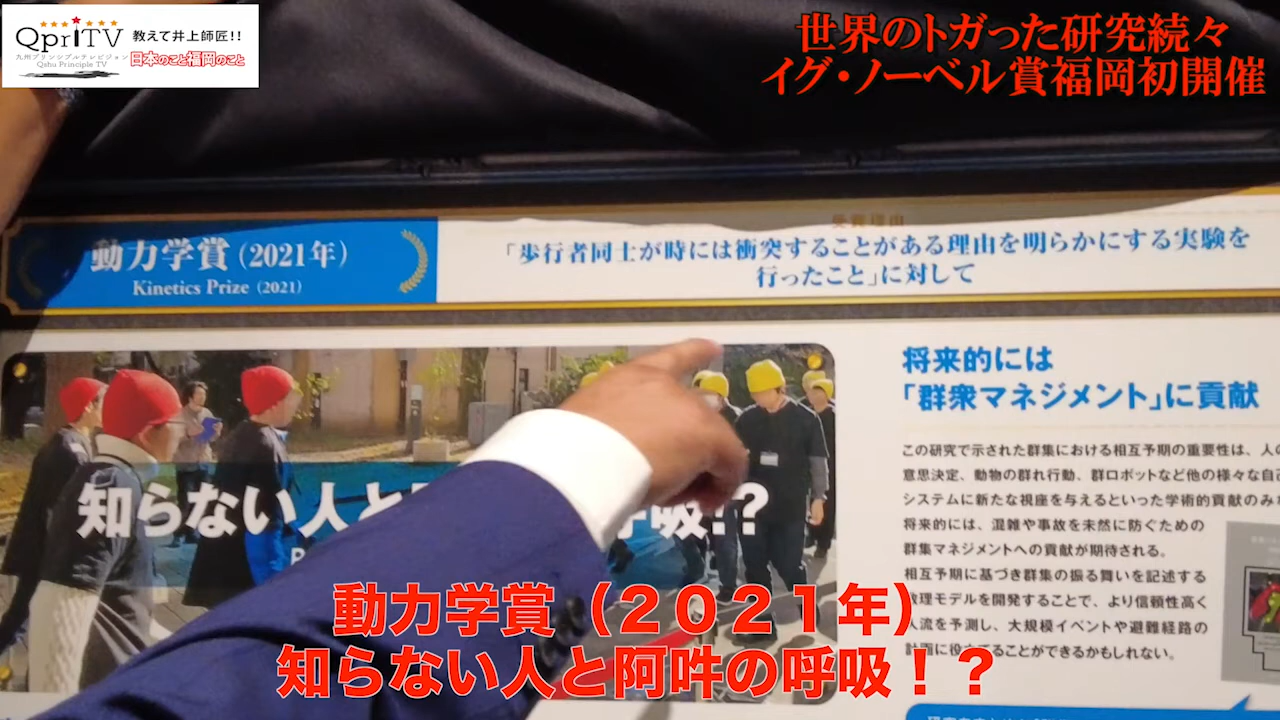 QpriTV
教えて井上師匠!!
九州プリンシプルテレビジョン
Qshu Principle TV
日本のこと福岡のこと
世界のトガった研究続々
イグ・ノーベル賞福岡初開催
受賞理由
動力学賞(2021年)
Kinetics Prize (2021)
「歩行者同士が時には衝突することがある理由を明らかにする実験を
行ったこと」に対して
将来的には
「群衆マネジメント」に貢献
この研究で示された群集における相互予期の重要性は、人の
意思決定、動物の群れ行動、群ロボットなど他の様々な自己
システムに新たな視座を与えるといった学術的貢献のみ
将来的には、混雑や事故を未然に防ぐための
群集マネジメントへの貢献が期待される。
相互予期に基づき群集の振る舞いを記述する
数理モデルを開発することで、より信頼性高く
人流を予測し、大規模イベントや避難経路の
計画に役立てることができるかもしれない。
知らない人と 呼吸!?
動力学賞（２０２１年）
知らない人と阿吽の呼吸！？